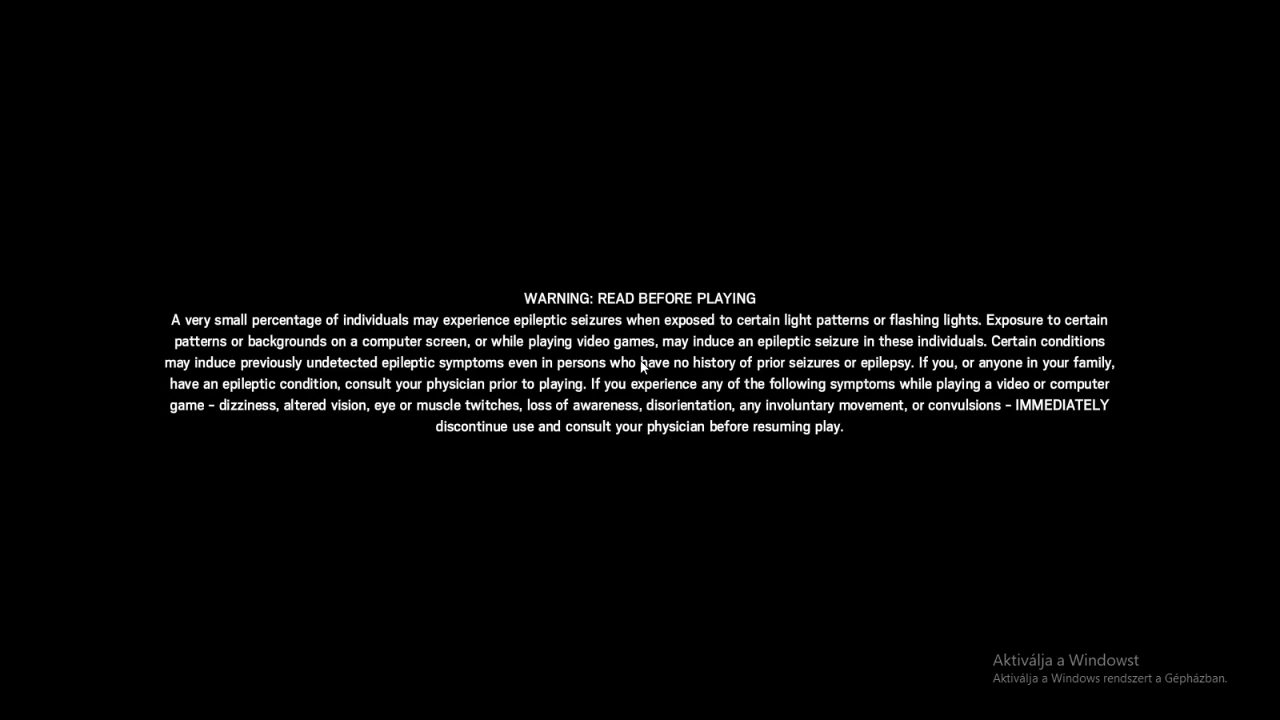 WARNING: READ BEFORE PLAYING
A very small percentage of individuals may experience epileptic seizures when exposed to certain light patterns or flashing lights. Exposure to certain
patterns or backgrounds on a computer screen, or while playing video games, may induce an epileptic seizure in these individuals. Certain conditions
may induce previously undetected epileptic symptoms even in persons who have no history of prior seizures or epilepsy. If you, or anyone in your family,
have an epileptic condition, consult your physician prior to playing. If you experience any of the following symptoms while playing a video or computer
game - dizziness, altered vision, eye or muscle twitches, loss of awareness, disorientation, any involuntary movement, or convulsions - IMMEDIATELY
discontinue use and consult your physician before resuming play.
Aktiválja a Windowst
Aktiválja a Windows rendszert a Gépházban.